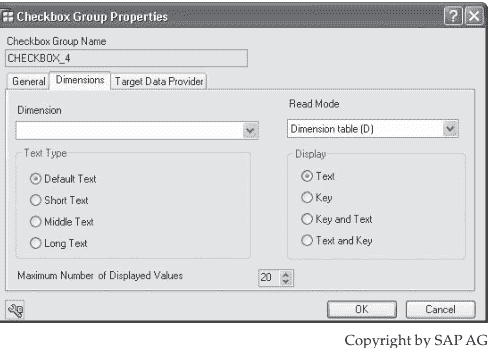 Checkbox Group Properties
Checkbox Group Name
CHECKBOX_4
General Dimensions Target Data Provider
Dimension
Read Mode
Dimension table (D)
Text Type
Default Text
Short Text
Middle Text
Long Text
Display
Text
Key
Key and Text
Text and Key
Maximum Number of Displayed Values 20
OK Cancel
Copyright by SAP AG